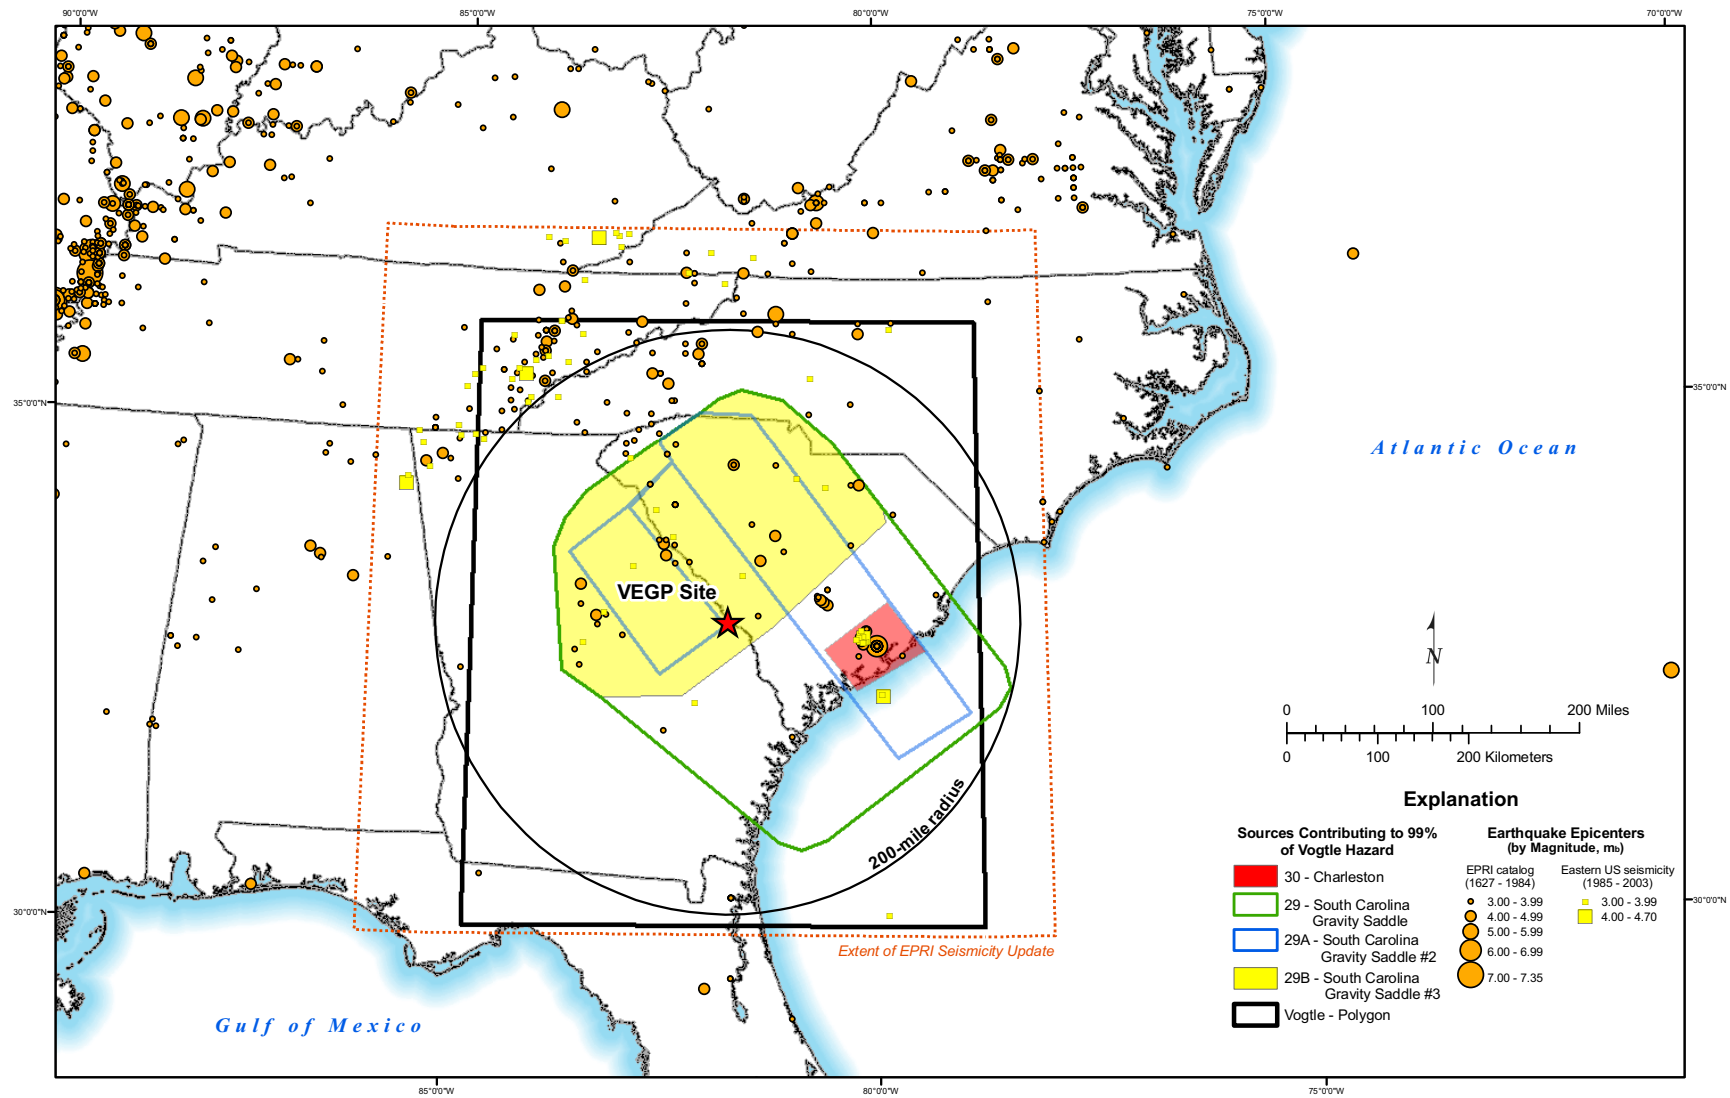 90°0'0"W
85°0'0"W
80°0'0"W
75°0'0"W
70°0'0"W
35°0'0"N
35°0'0"N
Atlantic Ocean
VEGP Site
N
0 100 200 Miles
0 100 200 Kilometers
200-mile radius
Explanation
Sources Contributing to 99%
of Vogtle Hazard
30 - Charleston
29 - South Carolina
Gravity Saddle
29A - South Carolina
Gravity Saddle #2
29B - South Carolina
Gravity Saddle #3
Vogtle - Polygon
Earthquake Epicenters
(by Magnitude, mb)
EPRI catalog
(1627 - 1984)
3.00 - 3.99
4.00 - 4.99
5.00 - 5.99
6.00 - 6.99
7.00 - 7.35
Eastern US seismicity
(1985 - 2003)
3.00 - 3.99
4.00 - 4.70
30°0'0"N
30°0'0"N
Extent of EPRI Seismicity Update
Gulf of Mexico
85°0'0"W
80°0'0"W
75°0'0"W